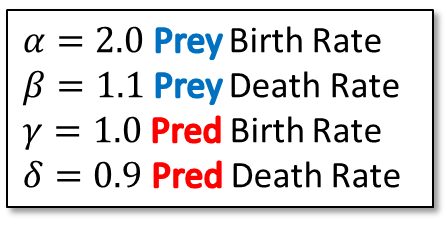 α = 2.0 Prey Birth Rate
β = 1.1 Prey Death Rate
γ = 1.0 Pred Birth Rate
δ = 0.9 Pred Death Rate